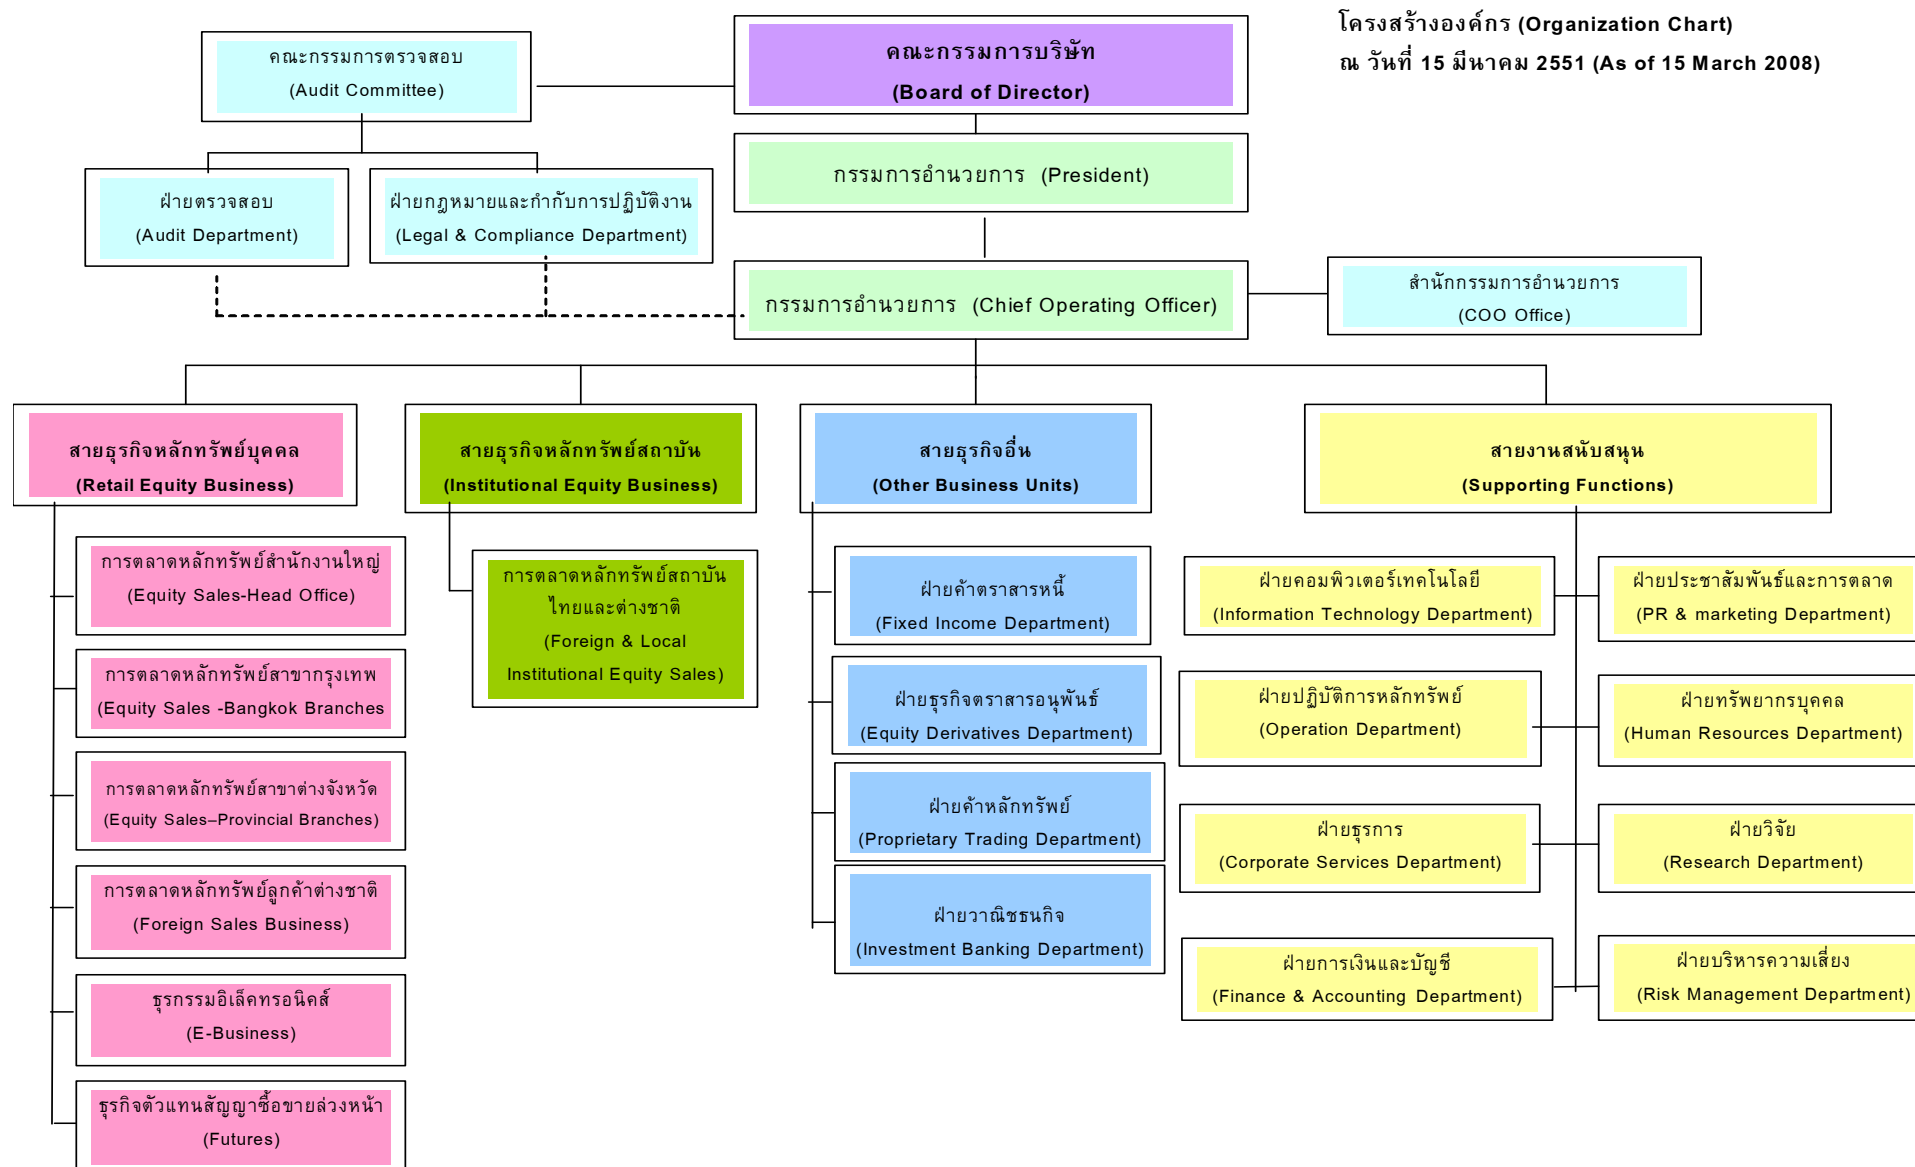 โครงสร้างองค์กร (Organization Chart)
ณ วันที่ 15 มีนาคม 2551 (As of 15 March 2008)
คณะกรรมการตรวจสอบ
(Audit Committee)
คณะกรรมการบริษัท
(Board of Director)
กรรมการอำนวยการ (President)
ฝ่ายตรวจสอบ
(Audit Department)
ฝ่ายกฎหมายและกำกับการปฏิบัติงาน
(Legal & Compliance Department)
กรรมการอำนวยการ (Chief Operating Officer)
สำนักกรรมการอำนวยการ
(COO Office)
สายธุรกิจหลักทรัพย์บุคคล
(Retail Equity Business)
การตลาดหลักทรัพย์สำนักงานใหญ่
(Equity Sales-Head Office)
การตลาดหลักทรัพย์สาขากรุงเทพ
(Equity Sales -Bangkok Branches
การตลาดหลักทรัพย์สาขาต่างจังหวัด
(Equity Sales–Provincial Branches)
การตลาดหลักทรัพย์ลูกค้าต่างชาติ
(Foreign Sales Business)
ธุรกรรมอิเล็คทรอนิคส์
(E-Business)
ธุรกิจตัวแทนสัญญาซื้อขายล่วงหน้า
(Futures)
สายธุรกิจหลักทรัพย์สถาบัน
(Institutional Equity Business)
การตลาดหลักทรัพย์สถาบัน
ไทยและต่างชาติ
(Foreign & Local
Institutional Equity Sales)
สายธุรกิจอื่น
(Other Business Units)
ฝ่ายค้าตราสารหนี้
(Fixed Income Department)
ฝ่ายธุรกิจตราสารอนุพันธ์
(Equity Derivatives Department)
ฝ่ายค้าหลักทรัพย์
(Proprietary Trading Department)
ฝ่ายวาณิชธนกิจ
(Investment Banking Department)
สายงานสนับสนุน
(Supporting Functions)
ฝ่ายคอมพิวเตอร์เทคโนโลยี
(Information Technology Department)
ฝ่ายประชาสัมพันธ์และการตลาด
(PR & marketing Department)
ฝ่ายปฏิบัติการหลักทรัพย์
(Operation Department)
ฝ่ายทรัพยากรบุคคล
(Human Resources Department)
ฝ่ายธุรการ
(Corporate Services Department)
ฝ่ายวิจัย
(Research Department)
ฝ่ายการเงินและบัญชี
(Finance & Accounting Department)
ฝ่ายบริหารความเสี่ยง
(Risk Management Department)